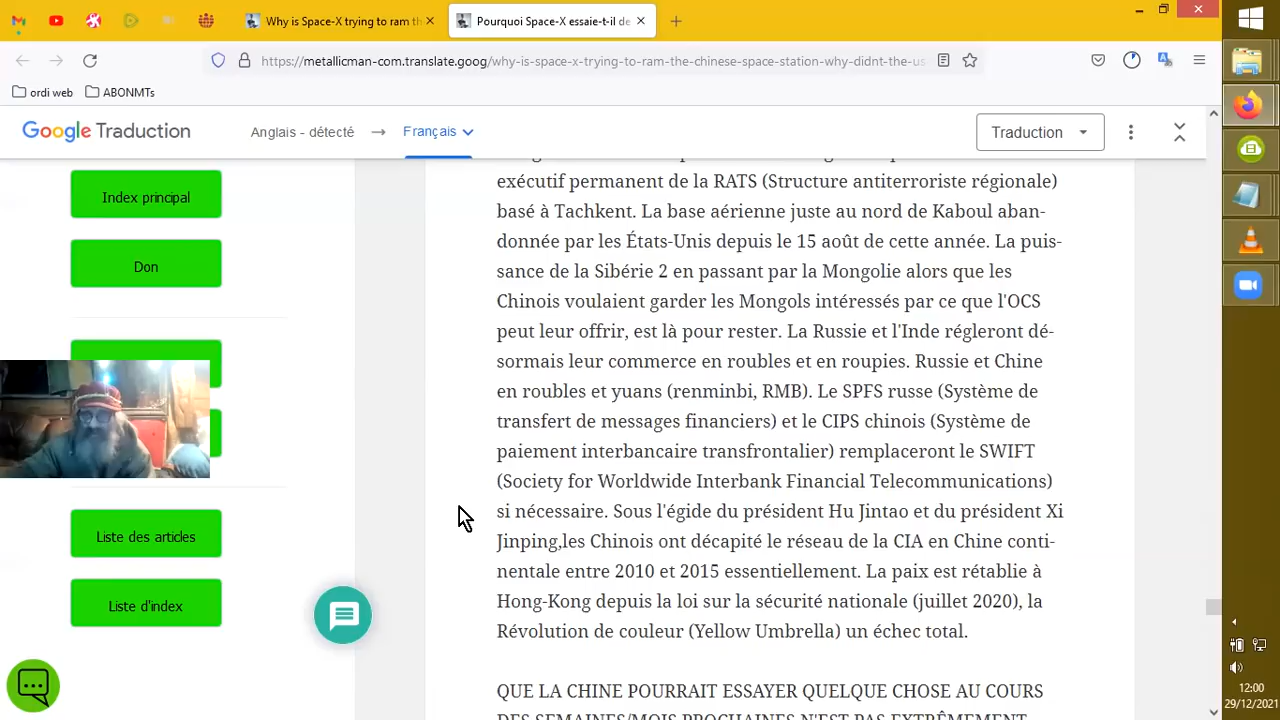 Why is Space-X trying to ram th
Pourquoi Space-X essaie-t-il de
https://metallicman-com.translate.goog/why-is-space-x-trying-to-ram-the-chinese-space-station-why-didnt-the-us
ordi web
ABONMTs
Google Traduction
Anglais - détecté
Français
Traduction
Index principal
Don
Liste des articles
Liste d'index
exécutif permanent de la RATS (Structure antiterroriste régionale)
basé à Tachkent. La base aérienne juste au nord de Kaboul aban-
donnée par les États-Unis depuis le 15 août de cette année. La puis-
sance de la Sibérie 2 en passant par la Mongolie alors que les
Chinois voulaient garder les Mongols intéressés par ce que l'OCS
peut leur offrir, est là pour rester. La Russie et l'Inde régleront dé-
sormais leur commerce en roubles et en roupies. Russie et Chine
en roubles et yuans (renminbi, RMB). Le SPFS russe (Système de
transfert de messages financiers) et le CIPS chinois (Système de
paiement interbancaire transfrontalier) remplaceront le SWIFT
(Society for Worldwide Interbank Financial Telecommunications)
si nécessaire. Sous l'égide du président Hu Jintao et du président Xi
Jinping,les Chinois ont décapité le réseau de la CIA en Chine conti-
nentale entre 2010 et 2015 essentiellement. La paix est rétablie à
Hong-Kong depuis la loi sur la sécurité nationale (juillet 2020), la
Révolution de couleur (Yellow Umbrella) un échec total.
QUE LA CHINE POURRAIT ESSAYER QUELQUE CHOSE AU COURS
DES SEMAINES/MOIS PROCHAINES N'EST PAS EXTRÊMEMENT
12:00
29/12/2021